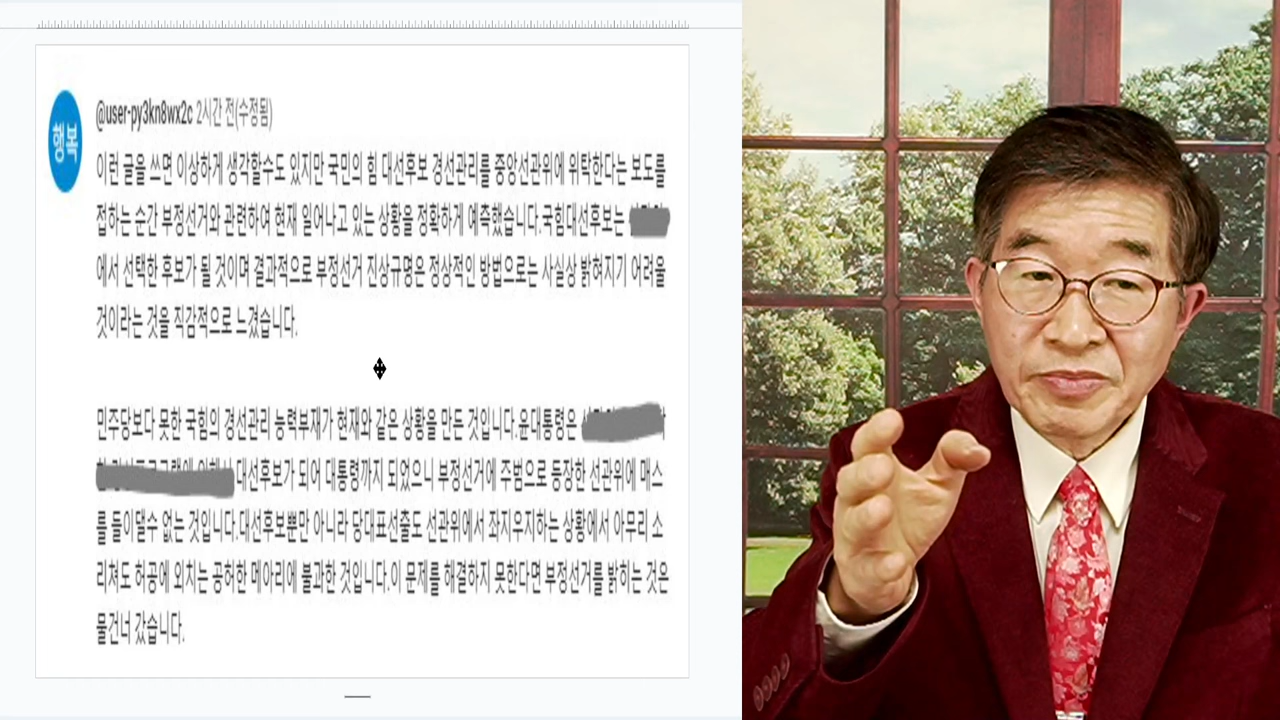 행복
@user-py3kn8wx2c 2시간 전(수정됨)
이런 글을 쓰면 이상하게 생각할수도 있지만 국민의 힘 대선후보 경선관리를 중앙선관위에 위탁한다는 보도를
접하는 순간 부정선거와 관련하여 현재 일어나고 있는 상황을 정확하게 예측했습니다.국힘대선후보는
에서 선택한 후보가 될 것이며 결과적으로 부정선거 진상규명은 정상적인 방법으로는 사실상 밝혀지기 어려울
것이라는 것을 직감적으로 느꼈습니다.
민주당보다 못한 국힘의 경선관리 능력부재가 현재와 같은 상황을 만든 것입니다.윤대통령은
대선후보가 되어 대통령까지 되었으니 부정선거에 주범으로 등장한 선관위에 매스
를 들이댈수 없는 것입니다.대선후보뿐만 아니라 당대표선출도 선관위에서 좌지우지하는 상황에서 아무리 소
리쳐도 허공에 외치는 공허한 메아리에 불과한 것입니다.이 문제를 해결하지 못한다면 부정선거를 밝히는 것은
물건너 갔습니다.